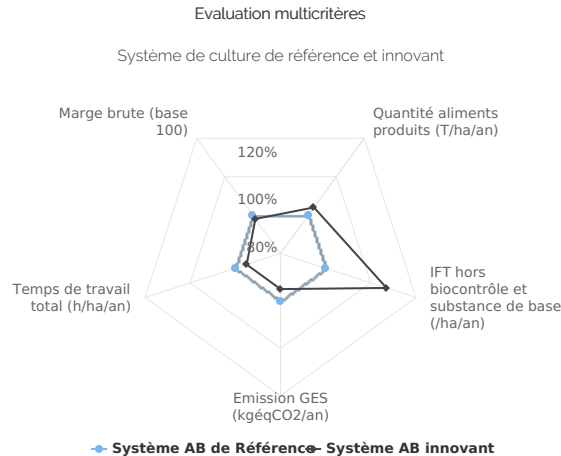 Evaluation multicritères
Système de culture de référence et innovant
Marge brute (base
100)
Quantité aliments
produits (T/ha/an)
120%
100%
80%
IFT hors
biocontrôle et
substance de base
(/ha/an)
Temps de travail
total (h/ha/an)
Emission GES
(kgéqCO2/an)
Système AB de Référence
Système AB innovant